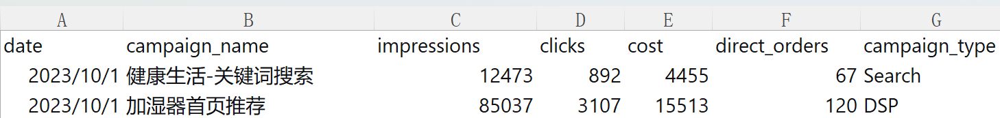 A B C D E F G
date campaign_name impressions clicks cost direct_orders campaign_type
2023/10/1 健康生活-关键词搜索 12473 892 4455 67 Search
2023/10/1 加湿器首页推荐 85037 3107 15513 120 DSP